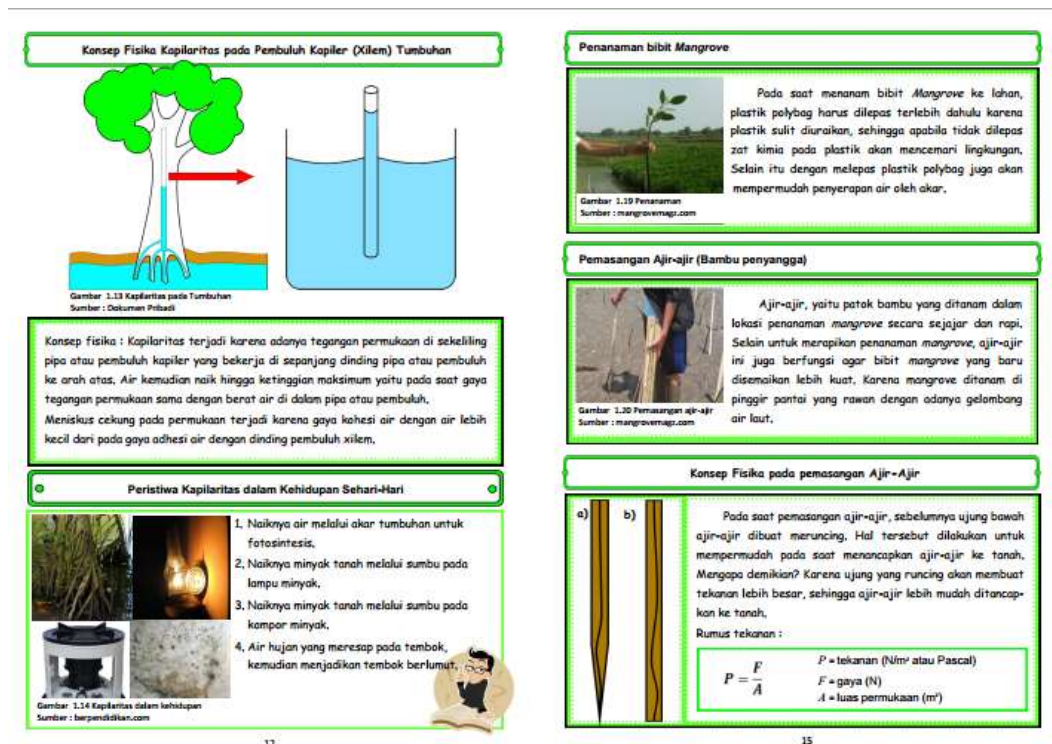 Konsep Fisika Kapilaritas pada Pembuluh Kapiler (Xilem) Tumbuhan
Gambar 1.13 Kapilaritas pada Tumbuhan
Sumber : Dokumen Pribadi
Konsep fisika : Kapilaritas terjadi karena adanya tegangan permukaan di sekeliling
pipa atau pembuluh kapiler yang bekerja di sepanjang dinding pipa atau pembuluh
ke arah atas. Air kemudian naik hingga ketinggian maksimum yaitu pada saat gaya
tegangan permukaan sama dengan berat air di dalam pipa atau pembuluh.
Meniskus cekung pada permukaan terjadi karena gaya kohesi air dengan air lebih
kecil dari pada gaya adhesi air dengan dinding pembuluh xilem.
Peristiwa Kapilaritas dalam Kehidupan Sehari-Hari
1. Naiknya air melalui akar tumbuhan untuk
fotosintesis.
2. Naiknya minyak tanah melalui sumbu pada
lampu minyak.
3. Naiknya minyak tanah melalui sumbu pada
kompor minyak.
4. Air hujan yang meresap pada tembok,
kemudian menjadikan tembok berlumut.
Gambar 1.14 Kapilaritas dalam kehidupan
Sumber : berpendidikan.com
Penanaman bibit Mangrove
Pada saat menanam bibit Mangrove ke lahan,
plastik polybag harus dilepas terlebih dahulu karena
plastik sulit diuraikan, sehingga apabila tidak dilepas
zat kimia pada plastik akan mencemari lingkungan.
Selain itu dengan melepas plastik polybag juga akan
mempermudah penyerapan air oleh akar.
Gambar 1.19 Penanaman
Sumber : mangrovemagz.com
Pemasangan Ajir-ajir (Bambu penyangga)
Ajir-ajir, yaitu patok bambu yang ditanam dalam
lokasi penanaman mangrove secara sejajar dan rapi.
Selain untuk merapikan penanaman mangrove, ajir-ajir
ini juga berfungsi agar bibit mangrove yang baru
disemaikan lebih kuat. Karena mangrove ditanam di
pinggir pantai yang rawan dengan adanya gelombang
air laut.
Gambar 1.20 Pemasangan ajir-ajir
Sumber : mangrovemagz.com
Konsep Fisika pada pemasangan Ajir-Ajir
a) b)
Pada saat pemasangan ajir-ajir, sebelumnya ujung bawah
ajir-ajir dibuat meruncing. Hal tersebut dilakukan untuk
mempermudah pada saat menancapkan ajir-ajir ke tanah.
Mengapa demikian? Karena ujung yang runcing akan membuat
tekanan lebih besar, sehingga ajir-ajir lebih mudah ditancap-
kan ke tanah.
Rumus tekanan :
P = F/A
P = tekanan (N/m² atau Pascal)
F = gaya (N)
A = luas permukaan (m²)
15